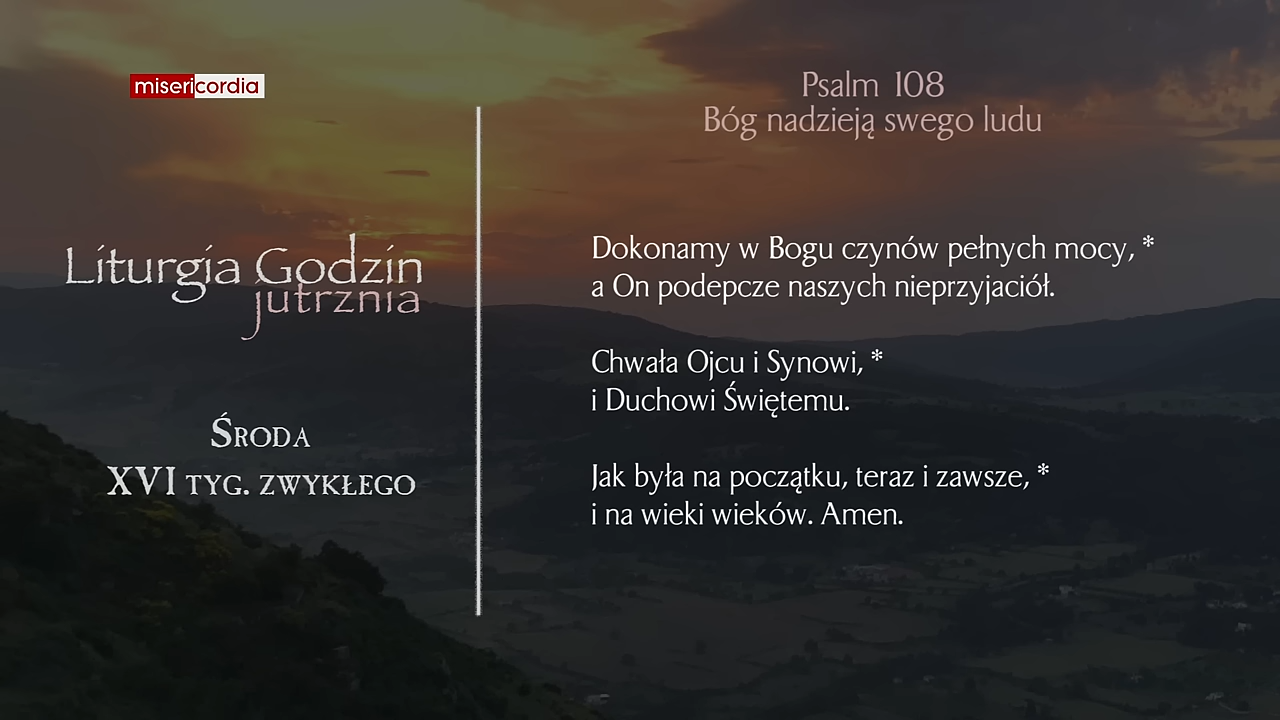 misericordia
Liturgia Godzin
jutrznia
Środa
XVI tyg. zwykłego
Psalm 108
Bóg nadzieją swego ludu
Dokonamy w Bogu czynów pełnych mocy, *
a On podepcze naszych nieprzyjaciół.
Chwała Ojcu i Synowi, *
i Duchowi Świętemu.
Jak była na początku, teraz i zawsze, *
i na wieki wieków. Amen.